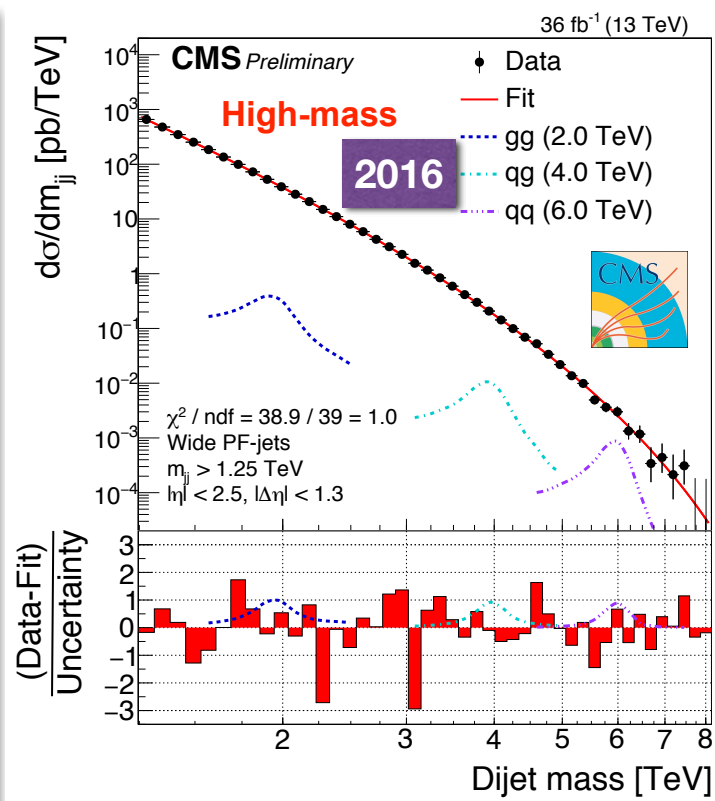 36 fb⁻¹ (13 TeV)
CMS Preliminary
Data
Fit
gg (2.0 TeV)
qg (4.0 TeV)
qq (6.0 TeV)
High-mass
2016
CMS
dσ/dm_jj [pb/TeV]
10⁴
10³
10²
10
1
10⁻¹
10⁻²
10⁻³
10⁻⁴
χ² / ndf = 38.9 / 39 = 1.0
Wide PF-jets
m_jj > 1.25 TeV
|η| < 2.5, |Δη| < 1.3
(Data-Fit)
Uncertainty
3
2
1
0
−1
−2
−3
2 3 4 5 6 7 8
Dijet mass [TeV]